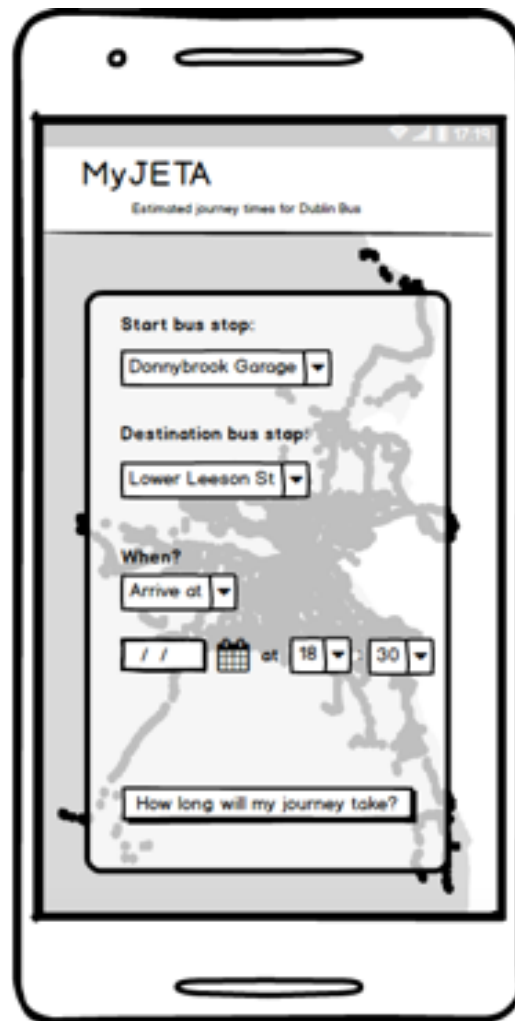 17:19
MyJETA
Estimated journey times for Dublin Bus
Start bus stop:
Donnybrook Garage
Destination bus stop:
Lower Leeson St
When?
Arrive at
/ / at 18 : 30
How long will my journey take?